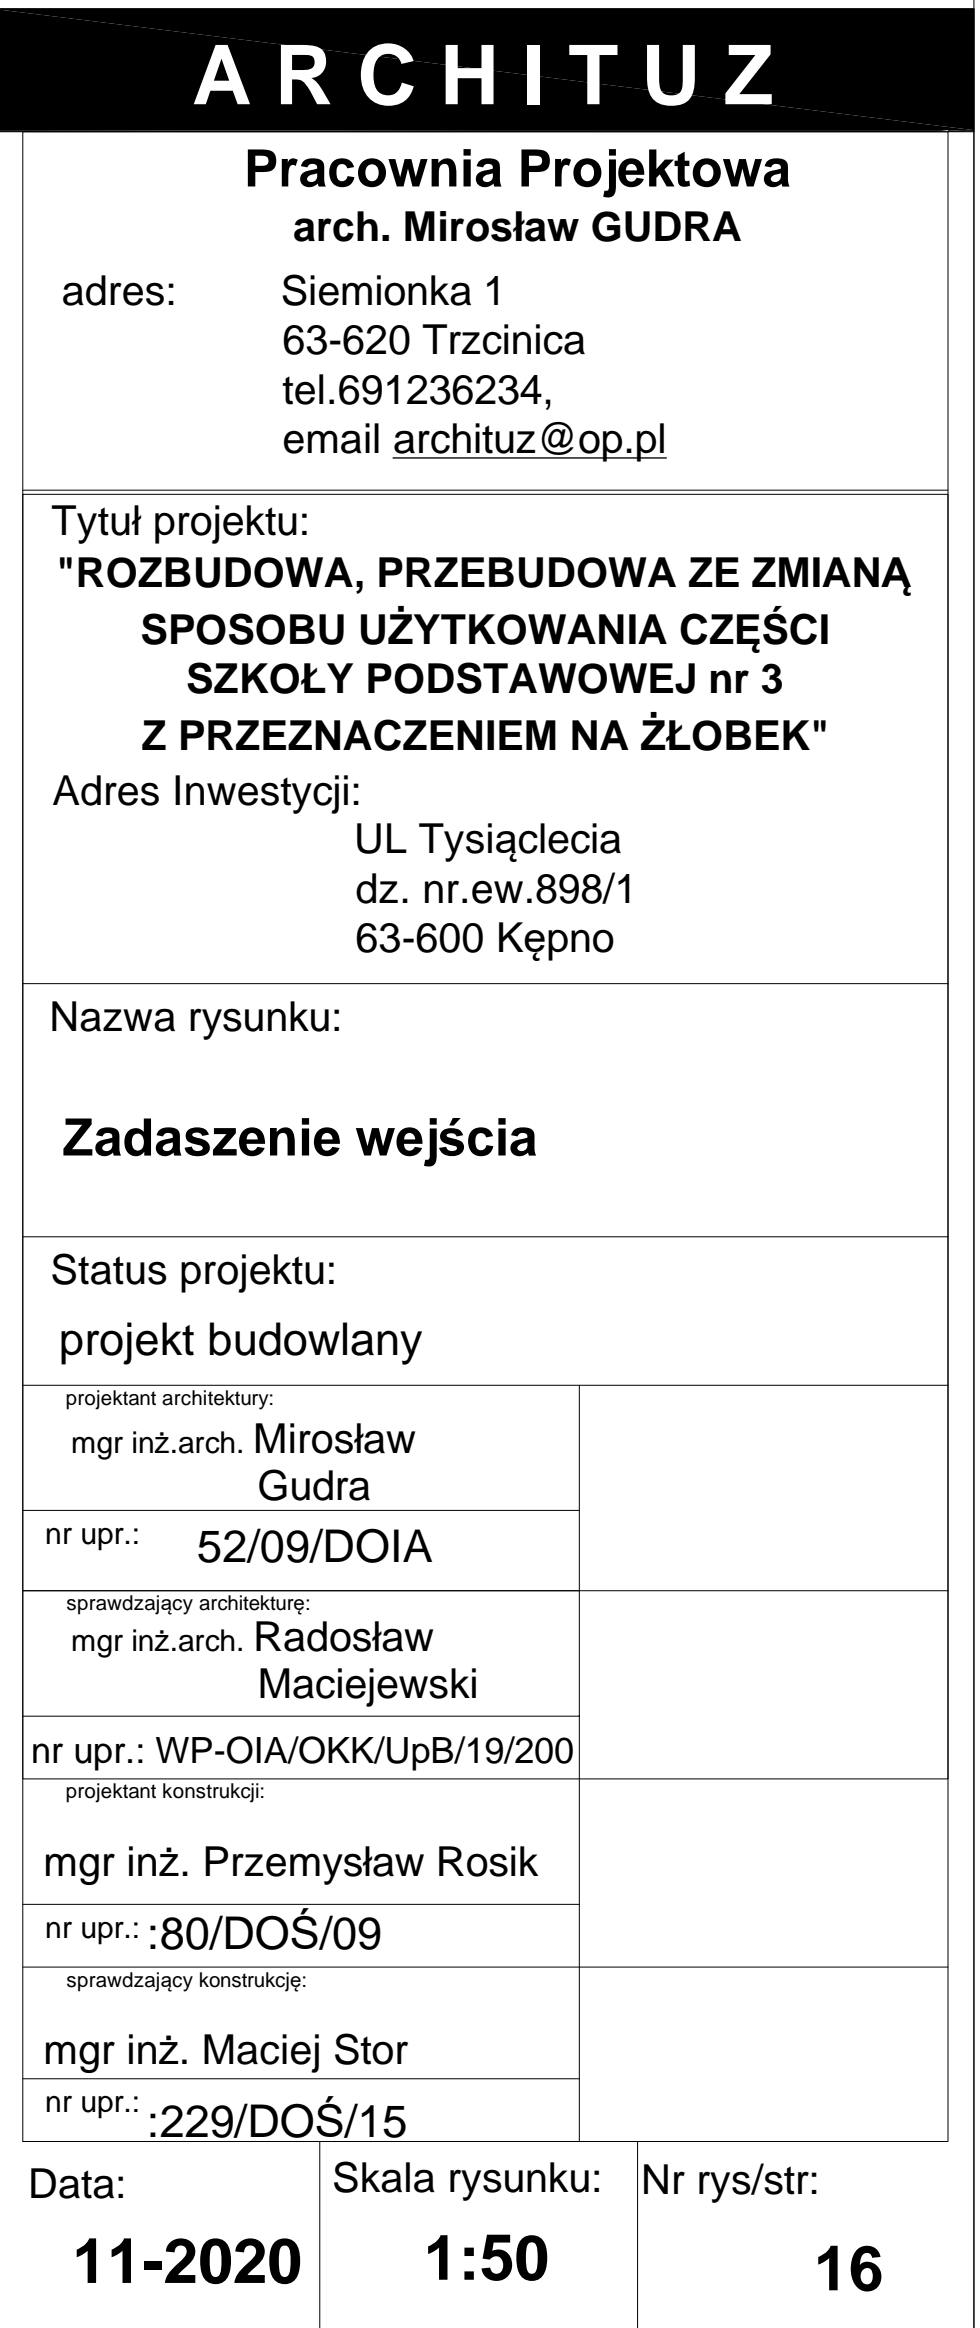 ARCHITUZ
Pracownia Projektowa
arch. Mirosław GUDRA
adres: Siemionka 1
63-620 Trzcinica
tel.691236234,
email archituz@op.pl
Tytuł projektu:
"ROZBUDOWA, PRZEBUDOWA ZE ZMIANĄ
SPOSOBU UŻYTKOWANIA CZĘŚCI
SZKOŁY PODSTAWOWEJ nr 3
Z PRZEZNACZENIEM NA ŻŁOBEK"
Adres Inwestycji:
UL Tysiąclecia
dz. nr.ew.898/1
63-600 Kępno
Nazwa rysunku:
Zadaszenie wejścia
Status projektu:
projekt budowlany
projektant architektury:
mgr inż.arch. Mirosław
Gudra
nr upr.: 52/09/DOIA
sprawdzający architekturę:
mgr inż.arch. Radosław
Maciejewski
nr upr.: WP-OIA/OKK/UpB/19/200
projektant konstrukcji:
mgr inż. Przemysław Rosik
nr upr.: :80/DOŚ/09
sprawdzający konstrukcję:
mgr inż. Maciej Stor
nr upr.: :229/DOŚ/15
Data: Skala rysunku: Nr rys/str:
11-2020 1:50 16